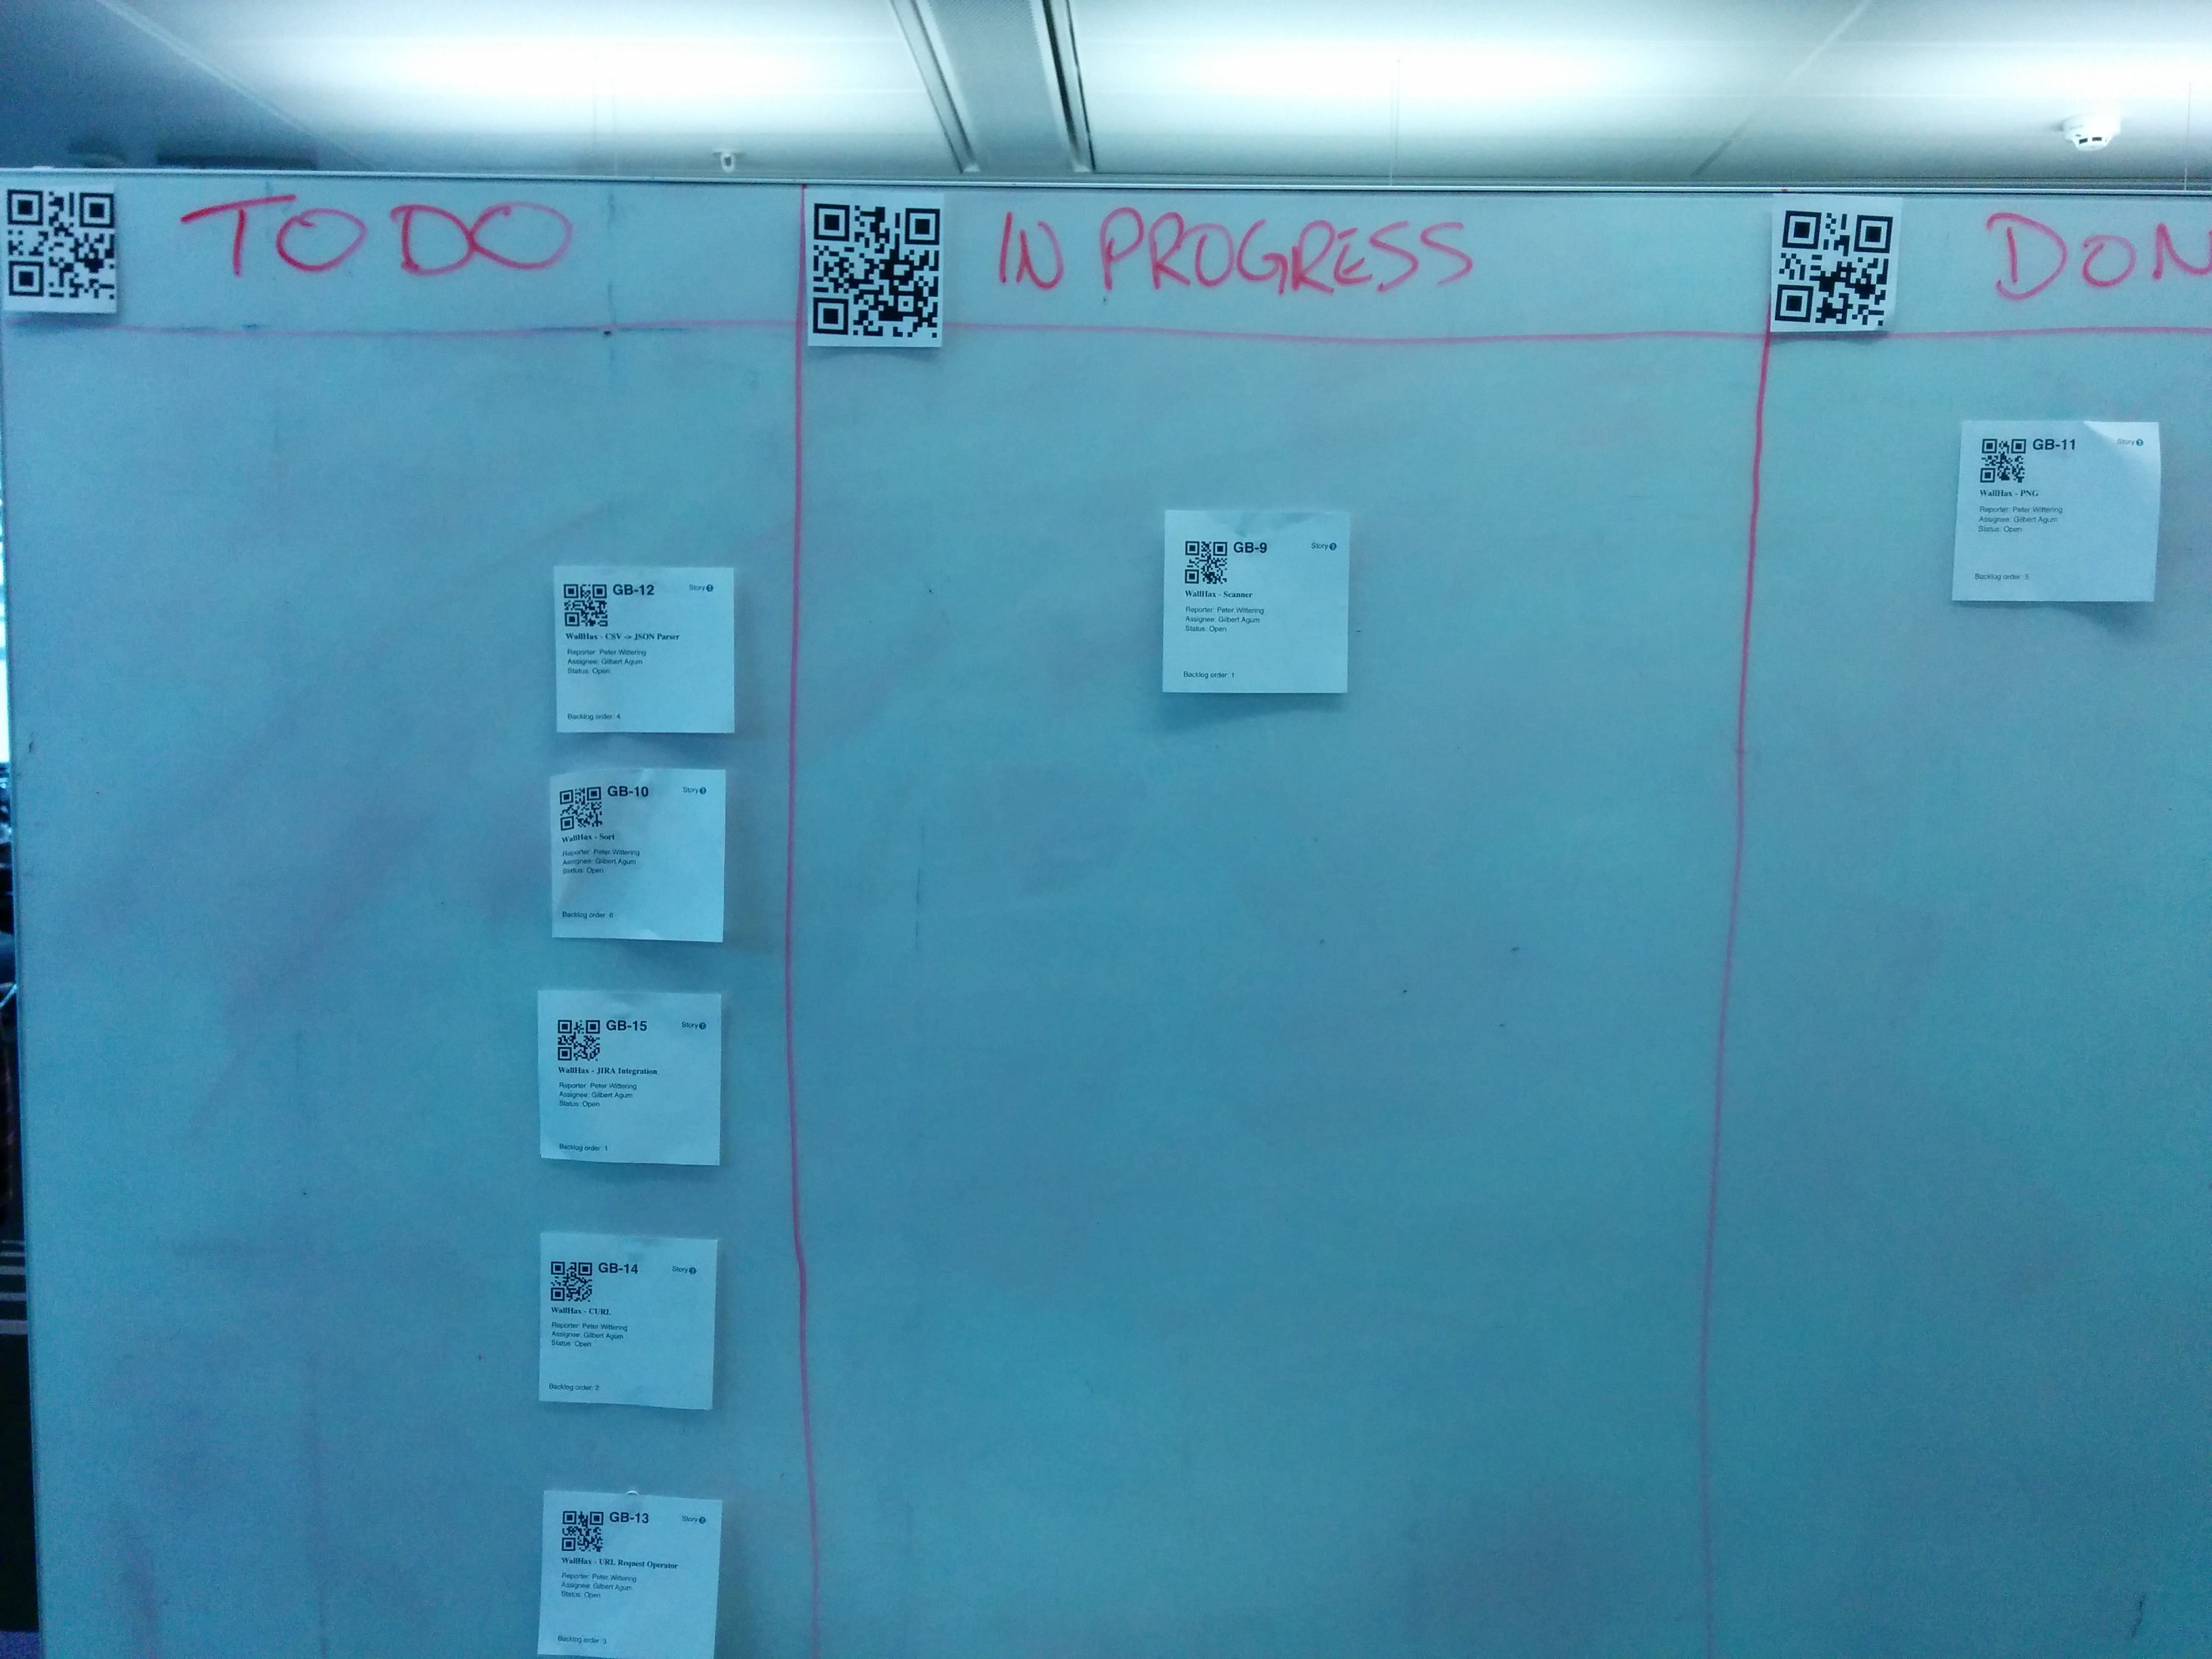 TO DO
IN PROGRESS
DON
GB-12
Story
WallHax - CSV -> JSON Parser
Reporter: Peter Wittering
Assignee: Gilbert Agum
Status: Open
Backlog order: 4
GB-10
Story
WallHax - Sort
Reporter: Peter Wittering
Assignee: Gilbert Agum
Status: Open
Backlog order: 6
GB-15
Story
WallHax - JIRA Integration
Reporter: Peter Wittering
Assignee: Gilbert Agum
Status: Open
Backlog order: 1
GB-14
Story
WallHax - CURL
Reporter: Peter Wittering
Assignee: Gilbert Agum
Status: Open
Backlog order: 2
GB-13
Story
WallHax - URL Request Operator
Reporter: Peter Wittering
Assignee: Gilbert Agum
Status: Open
Backlog order: 3
GB-9
Story
WallHax - Scanner
Reporter: Peter Wittering
Assignee: Gilbert Agum
Status: Open
Backlog order: 1
GB-11
Story
WallHax - PNG
Reporter: Peter Wittering
Assignee: Gilbert Agum
Status: Open
Backlog order: 5